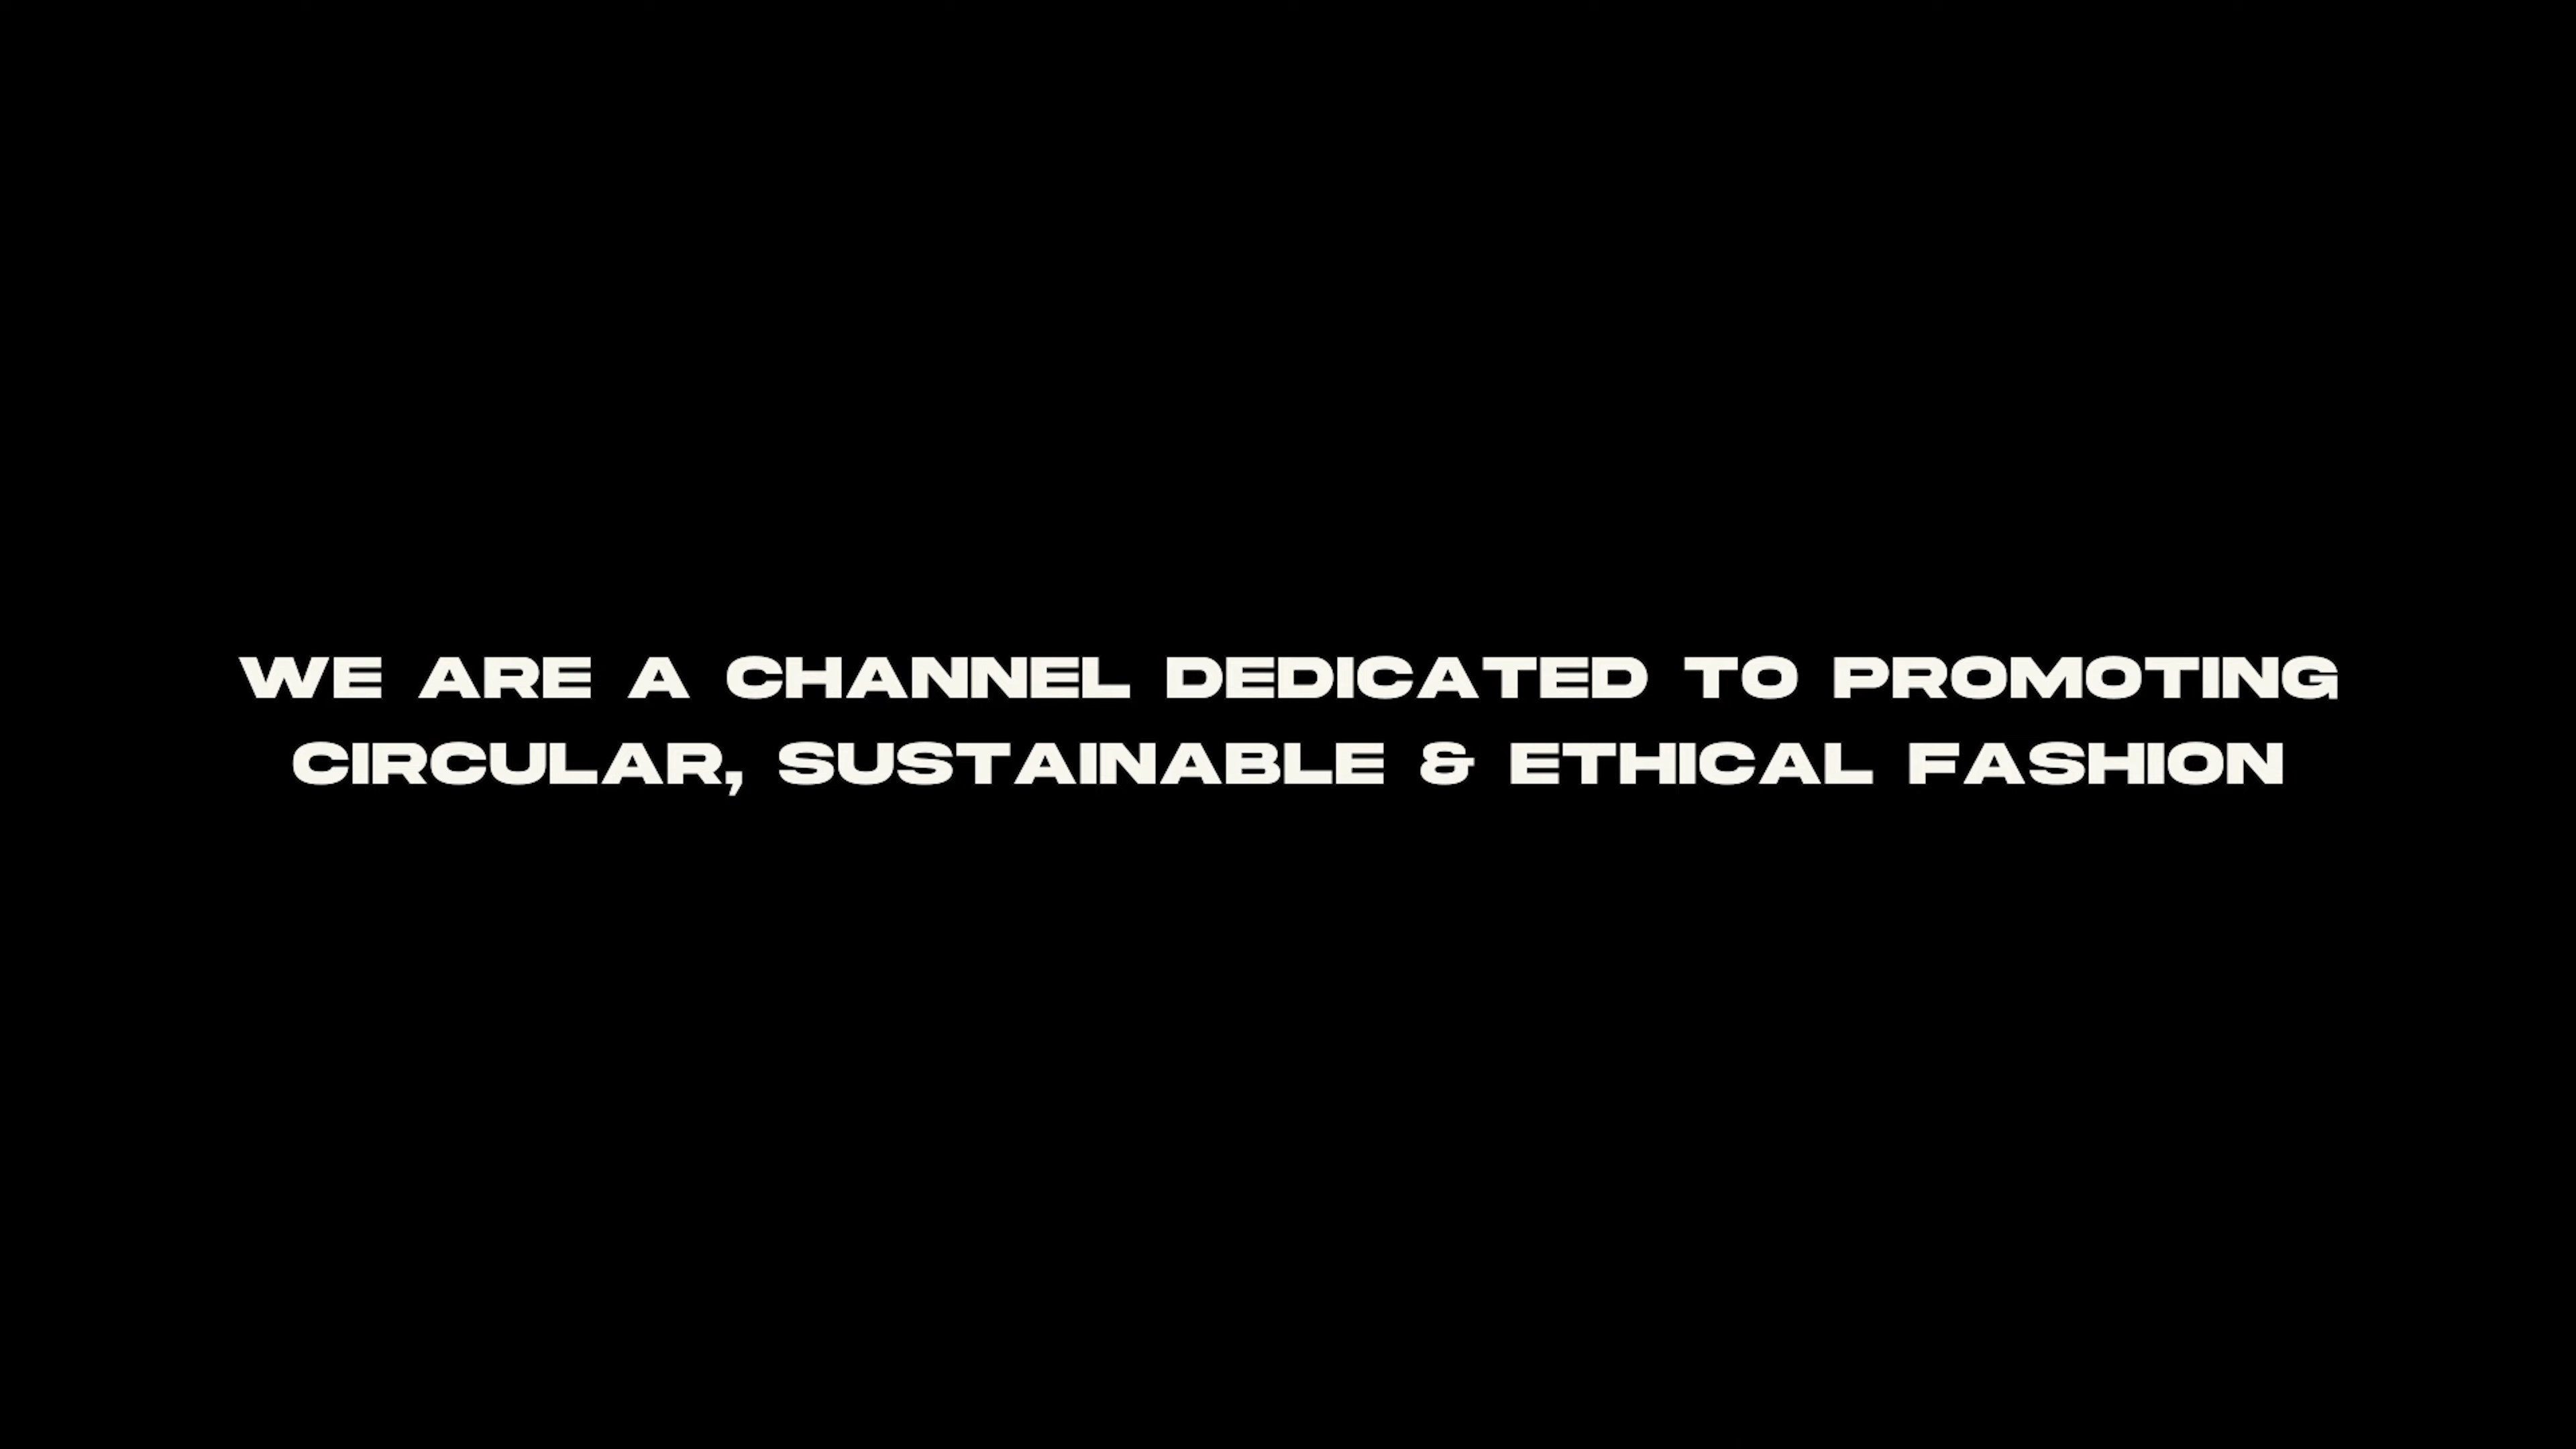 WE ARE A CHANNEL DEDICATED TO PROMOTING
CIRCULAR, SUSTAINABLE & ETHICAL FASHION